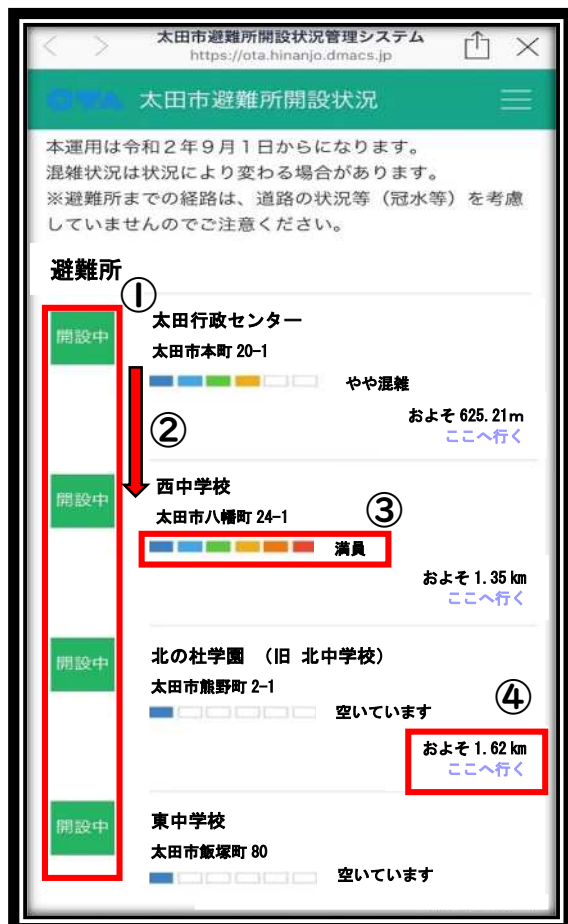 太田市避難所開設状況管理システム
https://ota.hinanjo.dmacs.jp
OTA 太田市避難所開設状況
本運用は令和2年9月1日からになります。
混雑状況は状況により変わる場合があります。
※避難所までの経路は、道路の状況等(冠水等)を考慮
していませんのでご注意ください。
避難所
①
開設中
太田行政センター
太田市本町 20-1
やや混雑
②
およそ 625.21m
ここへ行く
開設中
西中学校
太田市八幡町 24-1
③
満員
およそ 1.35 km
ここへ行く
開設中
北の杜学園 (旧 北中学校)
太田市熊野町 2-1
④
空いています
およそ 1.62 km
ここへ行く
開設中
東中学校
太田市飯塚町 80
空いています